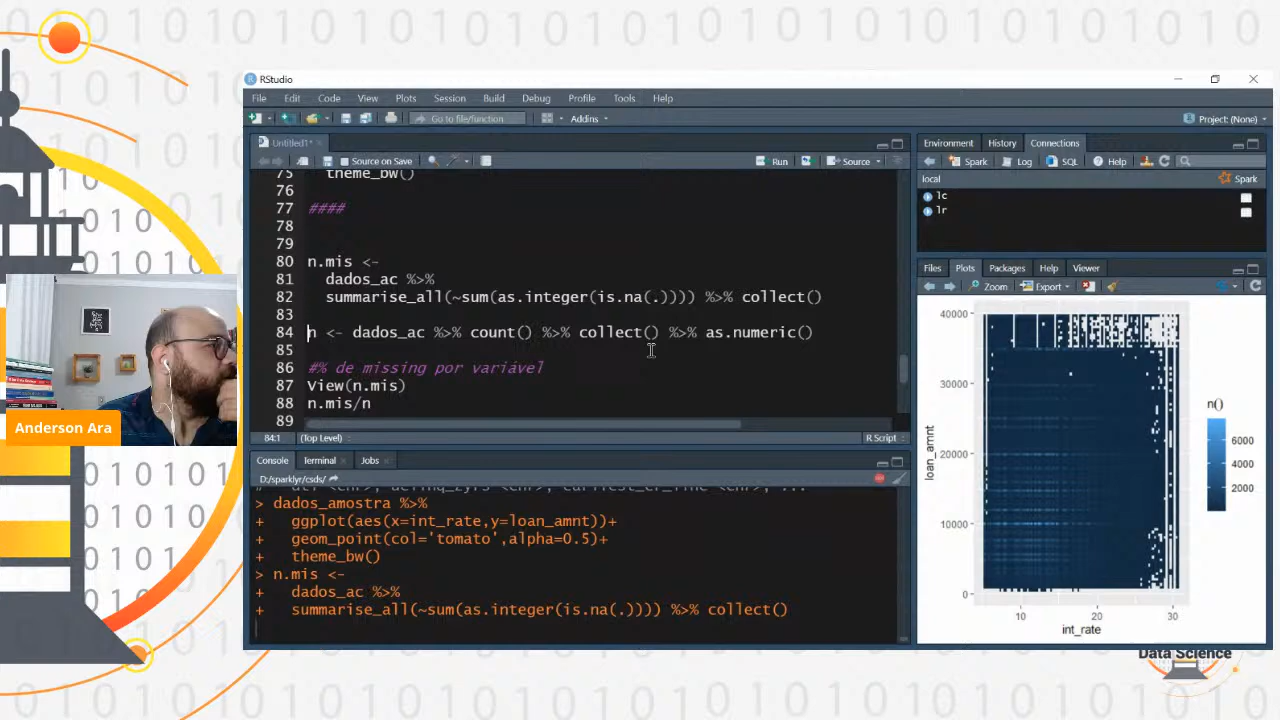 RStudio
File Edit Code View Plots Session Build Debug Profile Tools Help
Go to file/function Addins Project: (None)
Untitled1*
Source on Save Run Source
75 theme_bw()
76
77 ####
78
79
80 n.mis <-
81 dados_ac %>%
82 summarise_all(~sum(as.integer(is.na(.)))) %>% collect()
83
84 n <- dados_ac %>% count() %>% collect() %>% as.numeric()
85
86 #% de missing por variável
87 View(n.mis)
88 n.mis/n
89
84:1 (Top Level) R Script
Console Terminal Jobs
D:/sparklyr/csds/
> dados_amostra %>%
+ ggplot(aes(x=int_rate,y=loan_amnt))+
+ geom_point(col='tomato',alpha=0.5)+
+ theme_bw()
> n.mis <-
+ dados_ac %>%
+ summarise_all(~sum(as.integer(is.na(.)))) %>% collect()
Environment History Connections
Spark Log SQL Help
local Spark
lc
lr
Files Plots Packages Help Viewer
Zoom Export
40000
30000
20000
10000
0
loan_amnt
10 20 30
int_rate
n()
6000
4000
2000
Anderson Ara
Data Science